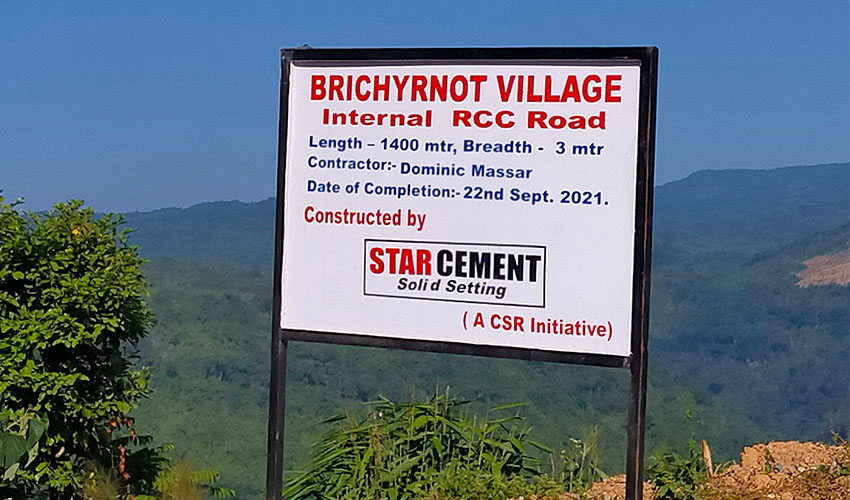 BRICHYRNOT VILLAGE
Internal RCC Road
Length – 1400 mtr, Breadth - 3 mtr
Contractor:- Dominic Massar
Date of Completion:- 22nd Sept. 2021.
Constructed by
STAR CEMENT
Solid Setting
( A CSR Initiative)